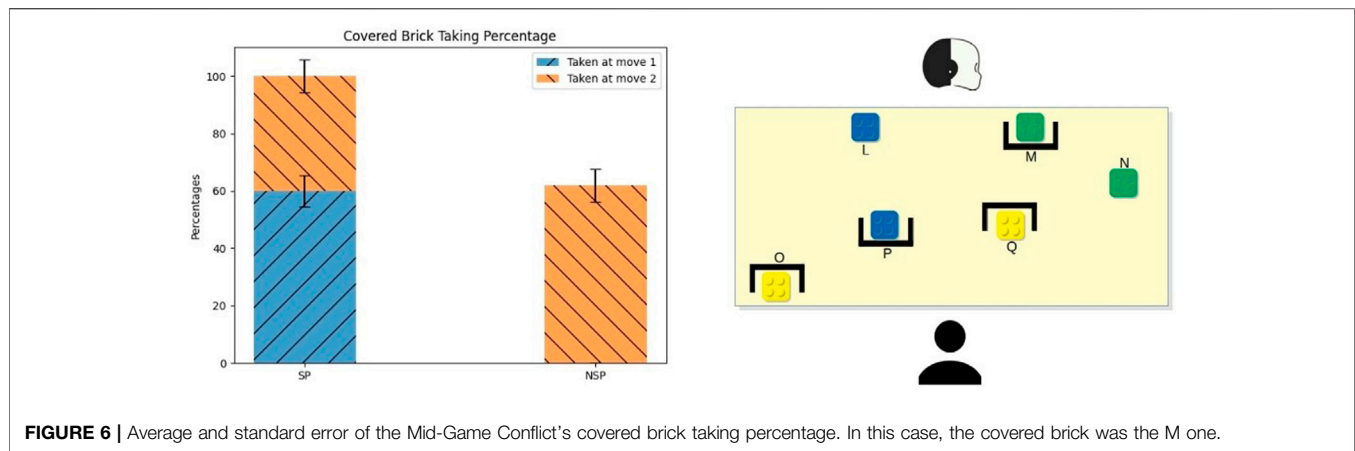 Covered Brick Taking Percentage
Taken at move 1
Taken at move 2
100
80
60
40
20
0
Percentages
SP NSP
L
M
N
O
P
Q
FIGURE 6 | Average and standard error of the Mid-Game Conflict's covered brick taking percentage. In this case, the covered brick was the M one.